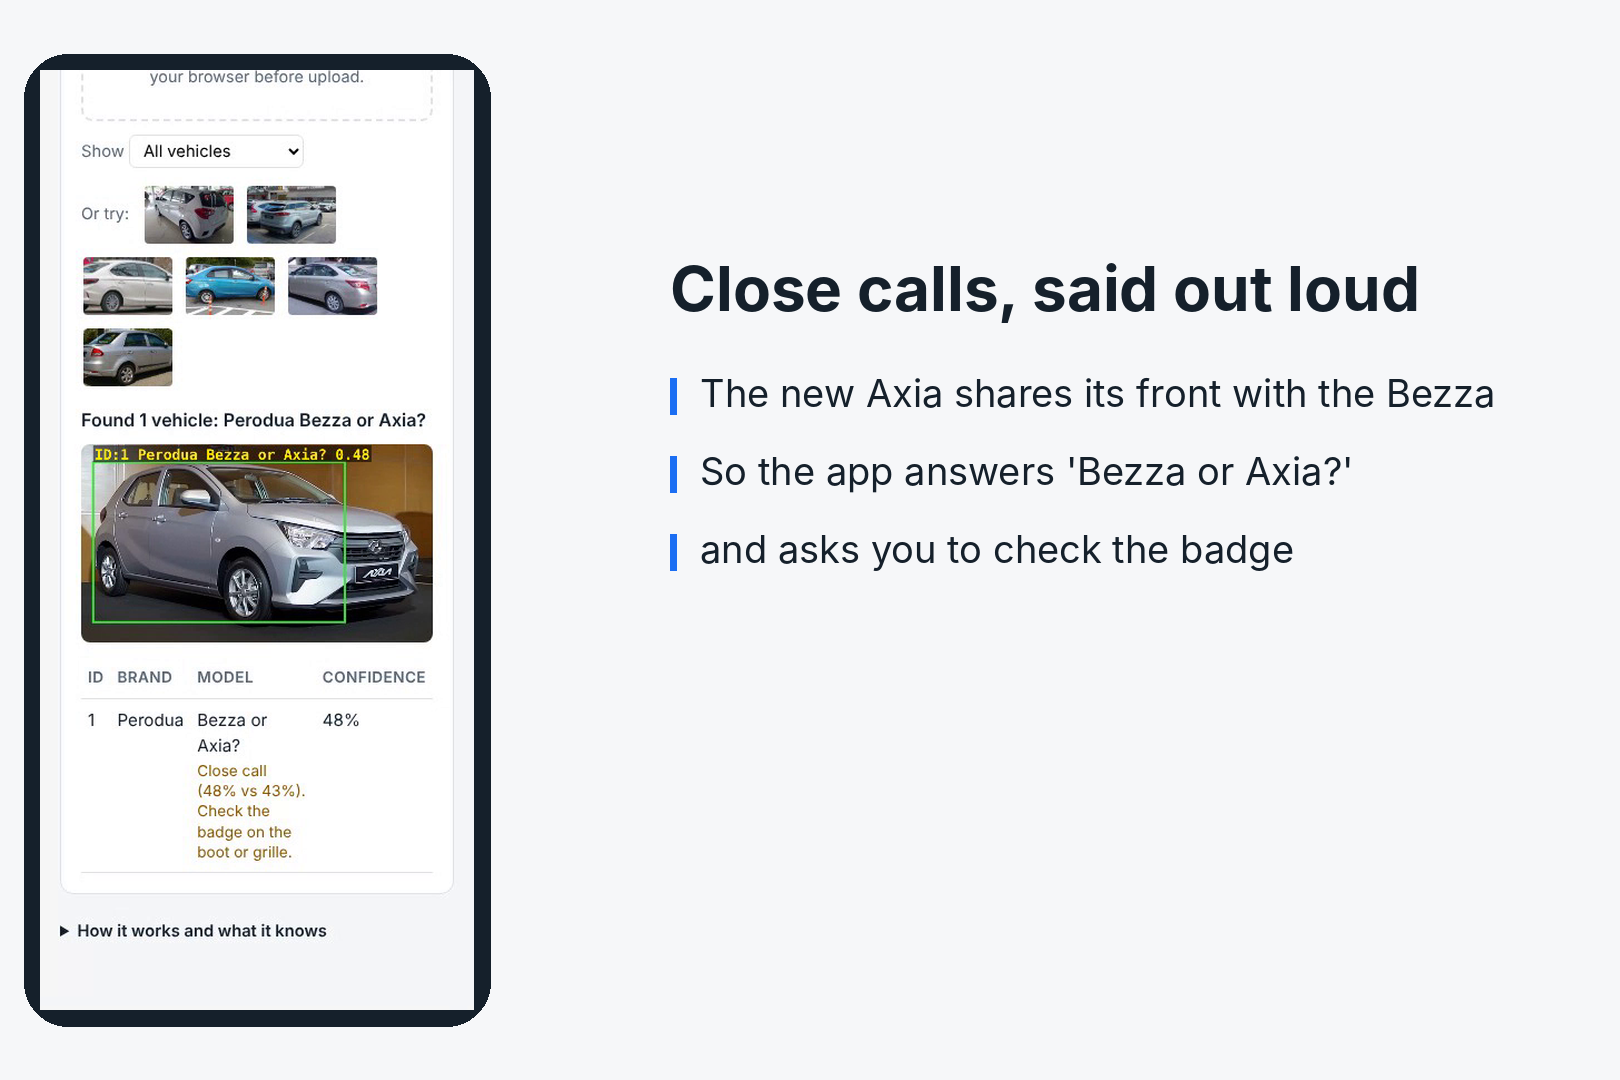 your browser before upload.
Show All vehicles
Or try:
Found 1 vehicle: Perodua Bezza or Axia?
ID:1 Perodua Bezza or Axia? 0.48
AXIA
ID BRAND MODEL CONFIDENCE
1 Perodua Bezza or 48%
Axia?
Close call
(48% vs 43%).
Check the
badge on the
boot or grille.
How it works and what it knows
Close calls, said out loud
The new Axia shares its front with the Bezza
So the app answers 'Bezza or Axia?'
and asks you to check the badge